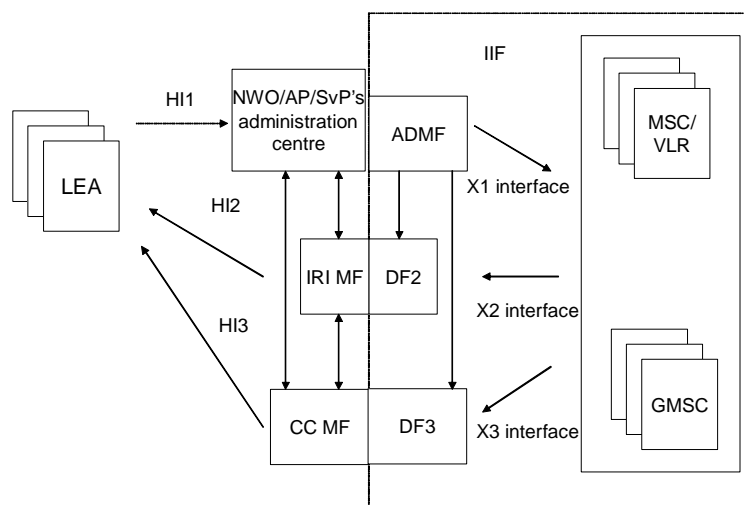 IIF
HI1
NWO/AP/SvP's
administration
centre
ADMF
MSC/
VLR
LEA
X1 interface
HI2
IRI MF
DF2
X2 interface
HI3
GMSC
CC MF
DF3
X3 interface